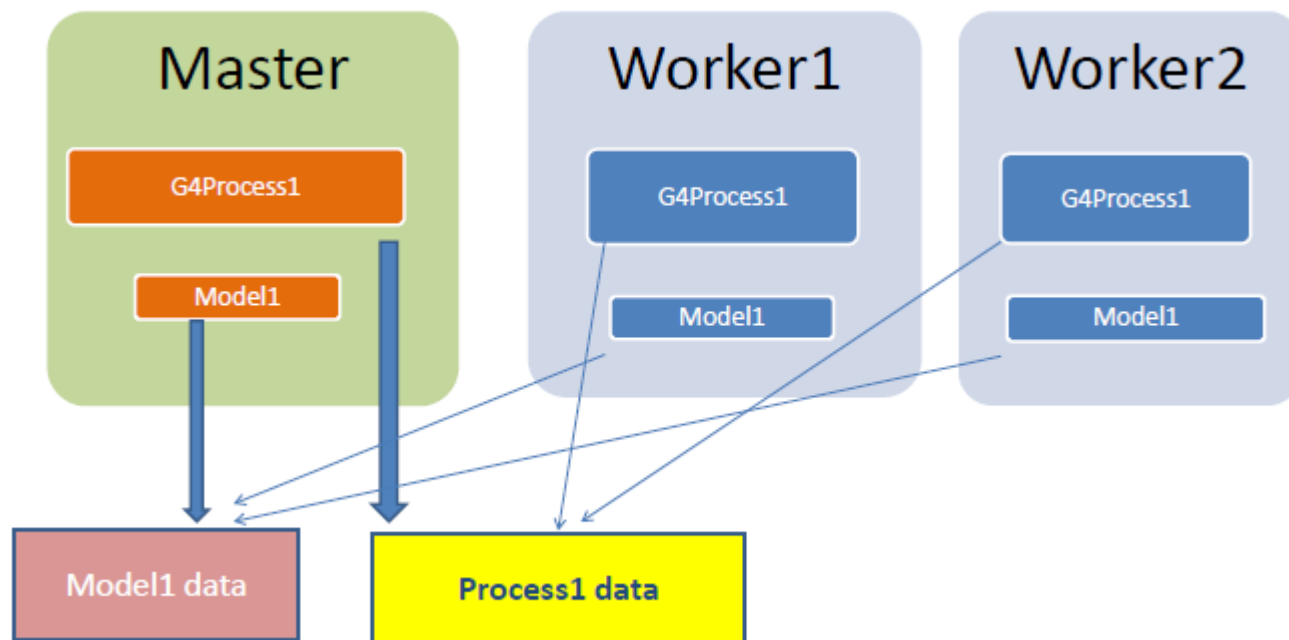 Master
Worker1
Worker2
G4Process1
G4Process1
G4Process1
Model1
Model1
Model1
Model1 data
Process1 data